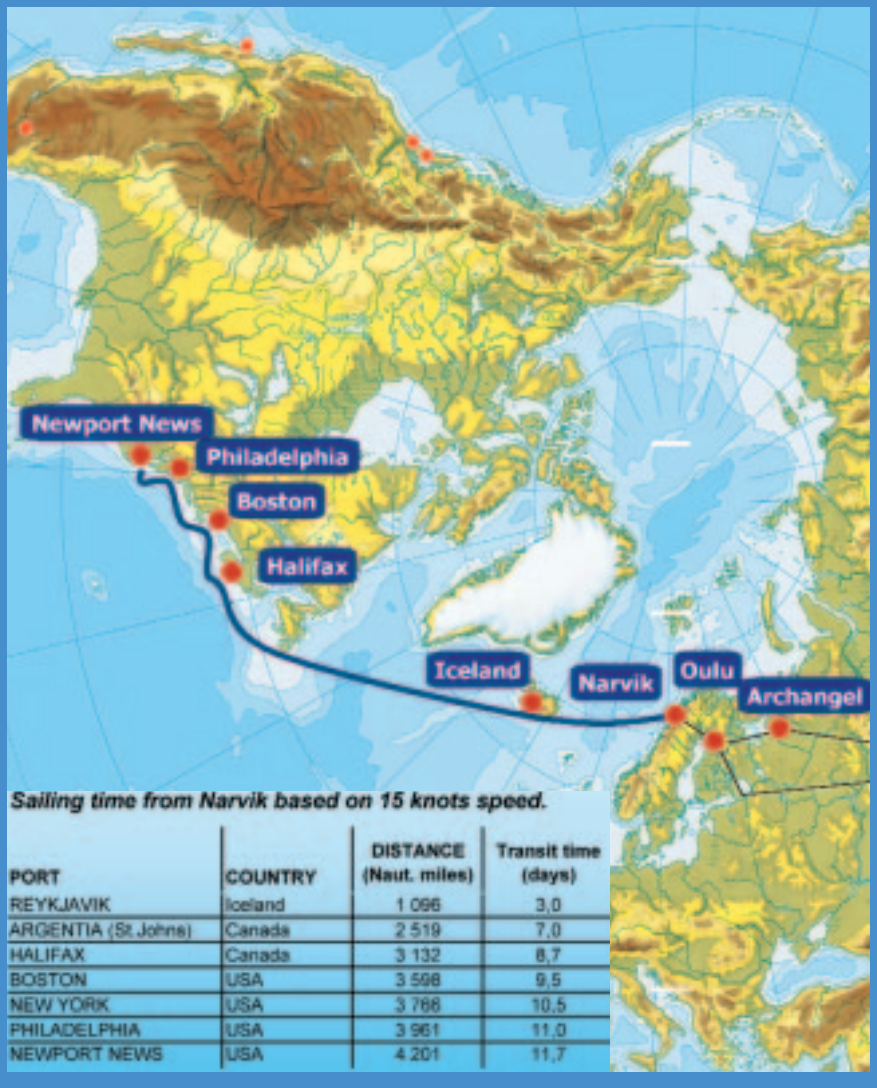 Newport News
Philadelphia
Boston
Halifax
Iceland
Narvik
Oulu
Archangel
Sailing time from Narvik based on 15 knots speed.
PORT COUNTRY DISTANCE (Naut. miles) Transit time (days)
REYKJAVIK Iceland 1 096 3,0
ARGENTIA (St.Johns) Canada 2 519 7,0
HALIFAX Canada 3 132 8,7
BOSTON USA 3 598 9,5
NEW YORK USA 3 766 10,5
PHILADELPHIA USA 3 961 11,0
NEWPORT NEWS USA 4 201 11,7